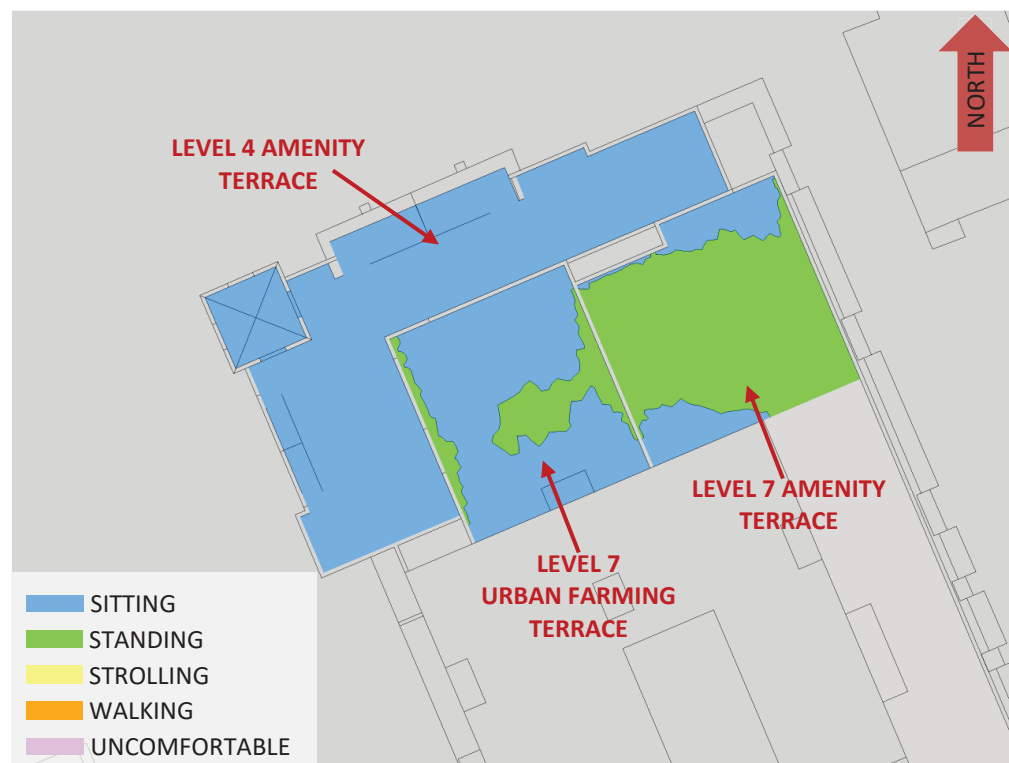 NORTH
LEVEL 4 AMENITY
TERRACE
LEVEL 7 AMENITY
TERRACE
LEVEL 7
URBAN FARMING
TERRACE
SITTING
STANDING
STROLLING
WALKING
UNCOMFORTABLE